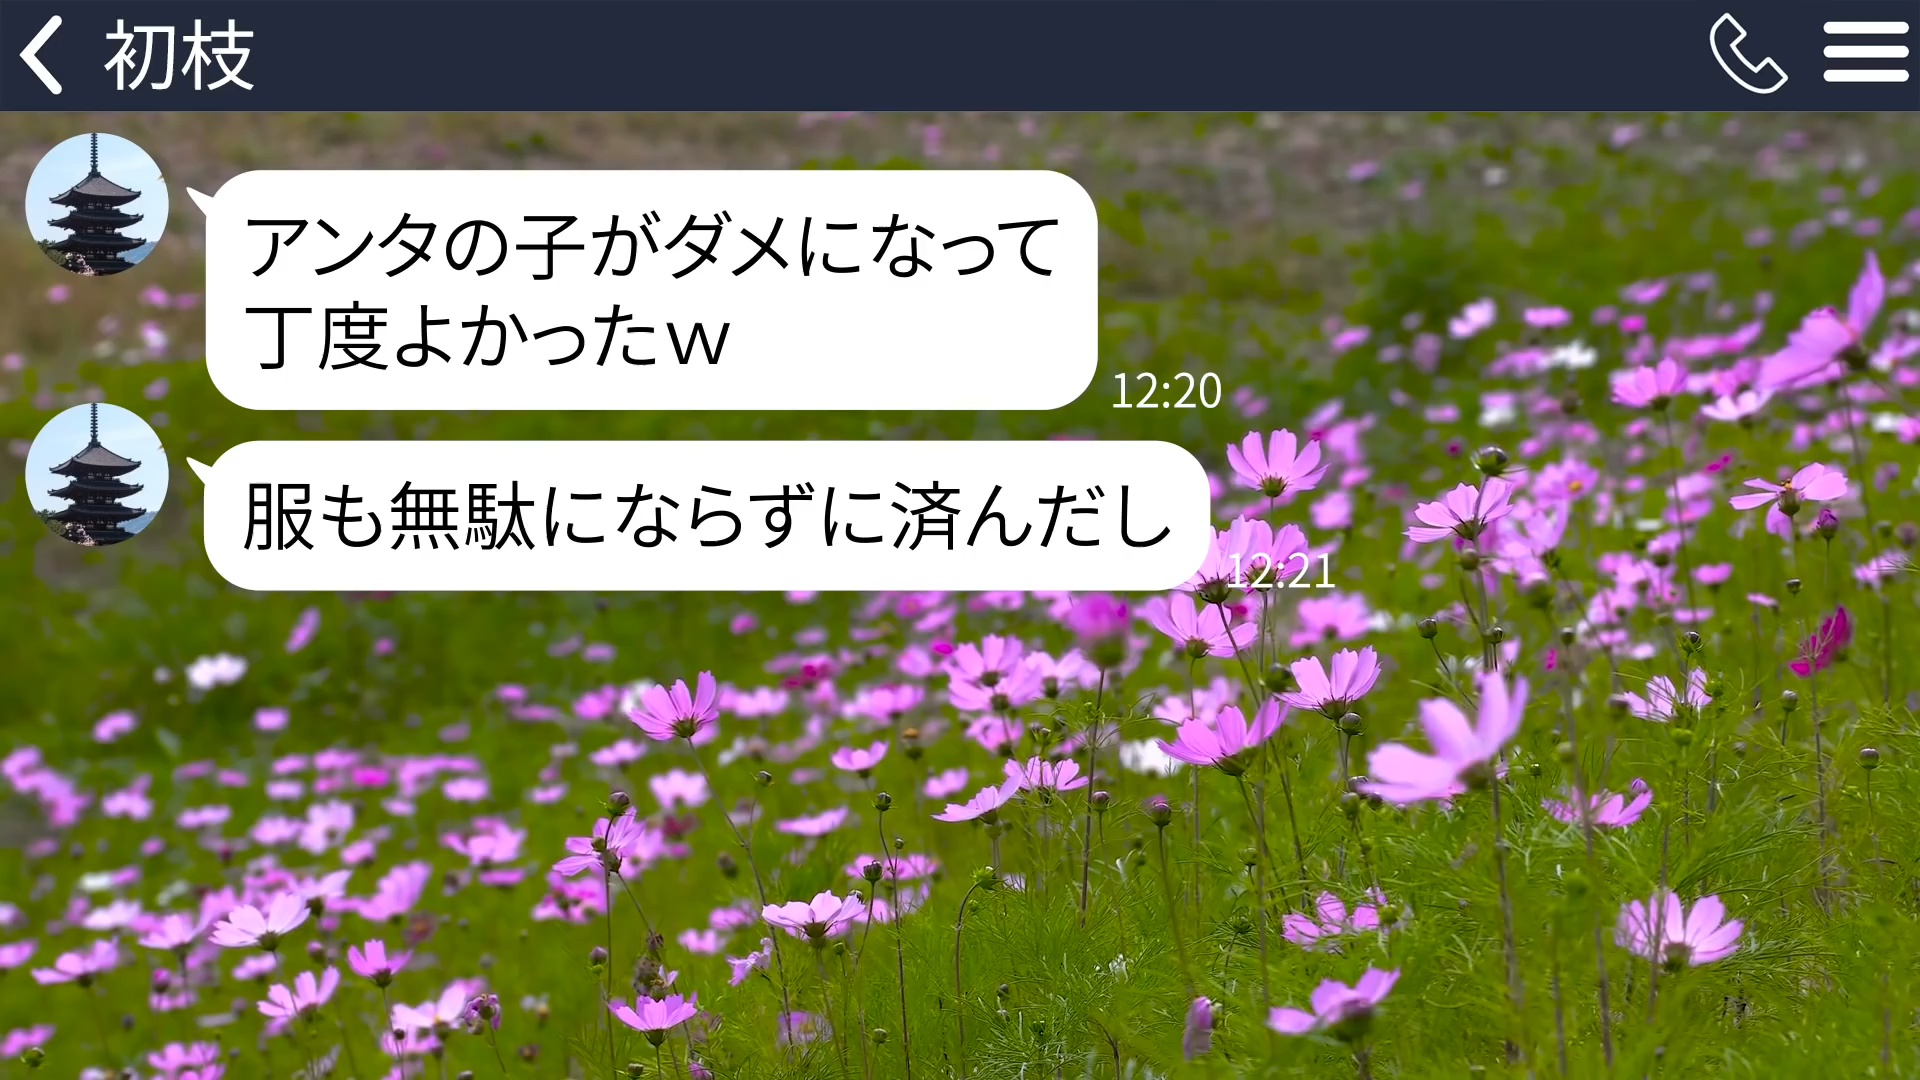 初枝
アンタの子がダメになって
丁度よかったｗ
12:20
服も無駄にならずに済んだし
12:21